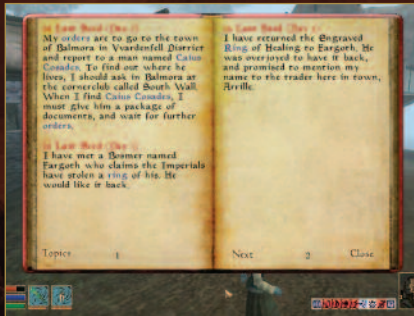 16 Last Seed (Day 1)
My orders are to go to the town
of Balmora in Vvardenfell District
and report to a man named Caius
Cosades. To find out where he
lives, I should ask in Balmora at
the cornerclub called South Wall.
When I find Caius Cosades, I
must give him a package of
documents, and wait for further
orders.
16 Last Seed (Day 1)
I have met a Bosmer named
Fargoth who claims the Imperials
have stolen a ring of his. He
would like it back.
Topics
1
16 Last Seed (Day 1)
I have returned the Engraved
Ring of Healing to Fargoth. He
was overjoyed to have it back,
and promised to mention my
name to the trader here in town,
Arrille.
Next
2
Close